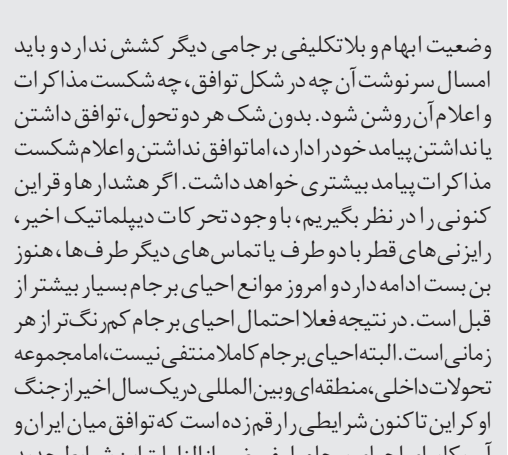 وضعیت ابهام و بلاتکلیفی برجامی دیگر کشش ندارد و باید
امسال سرنوشت آن چه در شکل توافق، چه شکست مذاکرات
و اعلام آن روشن شود. بدون شک هر دو تحول، توافق داشتن
یا نداشتن پیامد خود را دارد، اما توافق نداشتن و اعلام شکست
مذاکرات پیامد بیشتری خواهد داشت. اگر هشدارها و قراین
کنونی را در نظر بگیریم، با وجود تحرکات دیپلماتیک اخیر،
رایزنی‌های قطر با دو طرف یا تماس‌های دیگر طرف‌ها، هنوز
بن بست ادامه دارد و امروز موانع احیای برجام بسیار بیشتر از
قبل است. در نتیجه فعلا احتمال احیای برجام کم‌رنگ‌تر از هر
زمانی است. البته احیای برجام کاملا منتفی نیست، اما مجموعه
تحولات داخلی، منطقه‌ای و بین‌المللی در یک سال اخیر از جنگ
اوکراین تاکنون شرایطی را رقم زده است که توافق میان ایران و